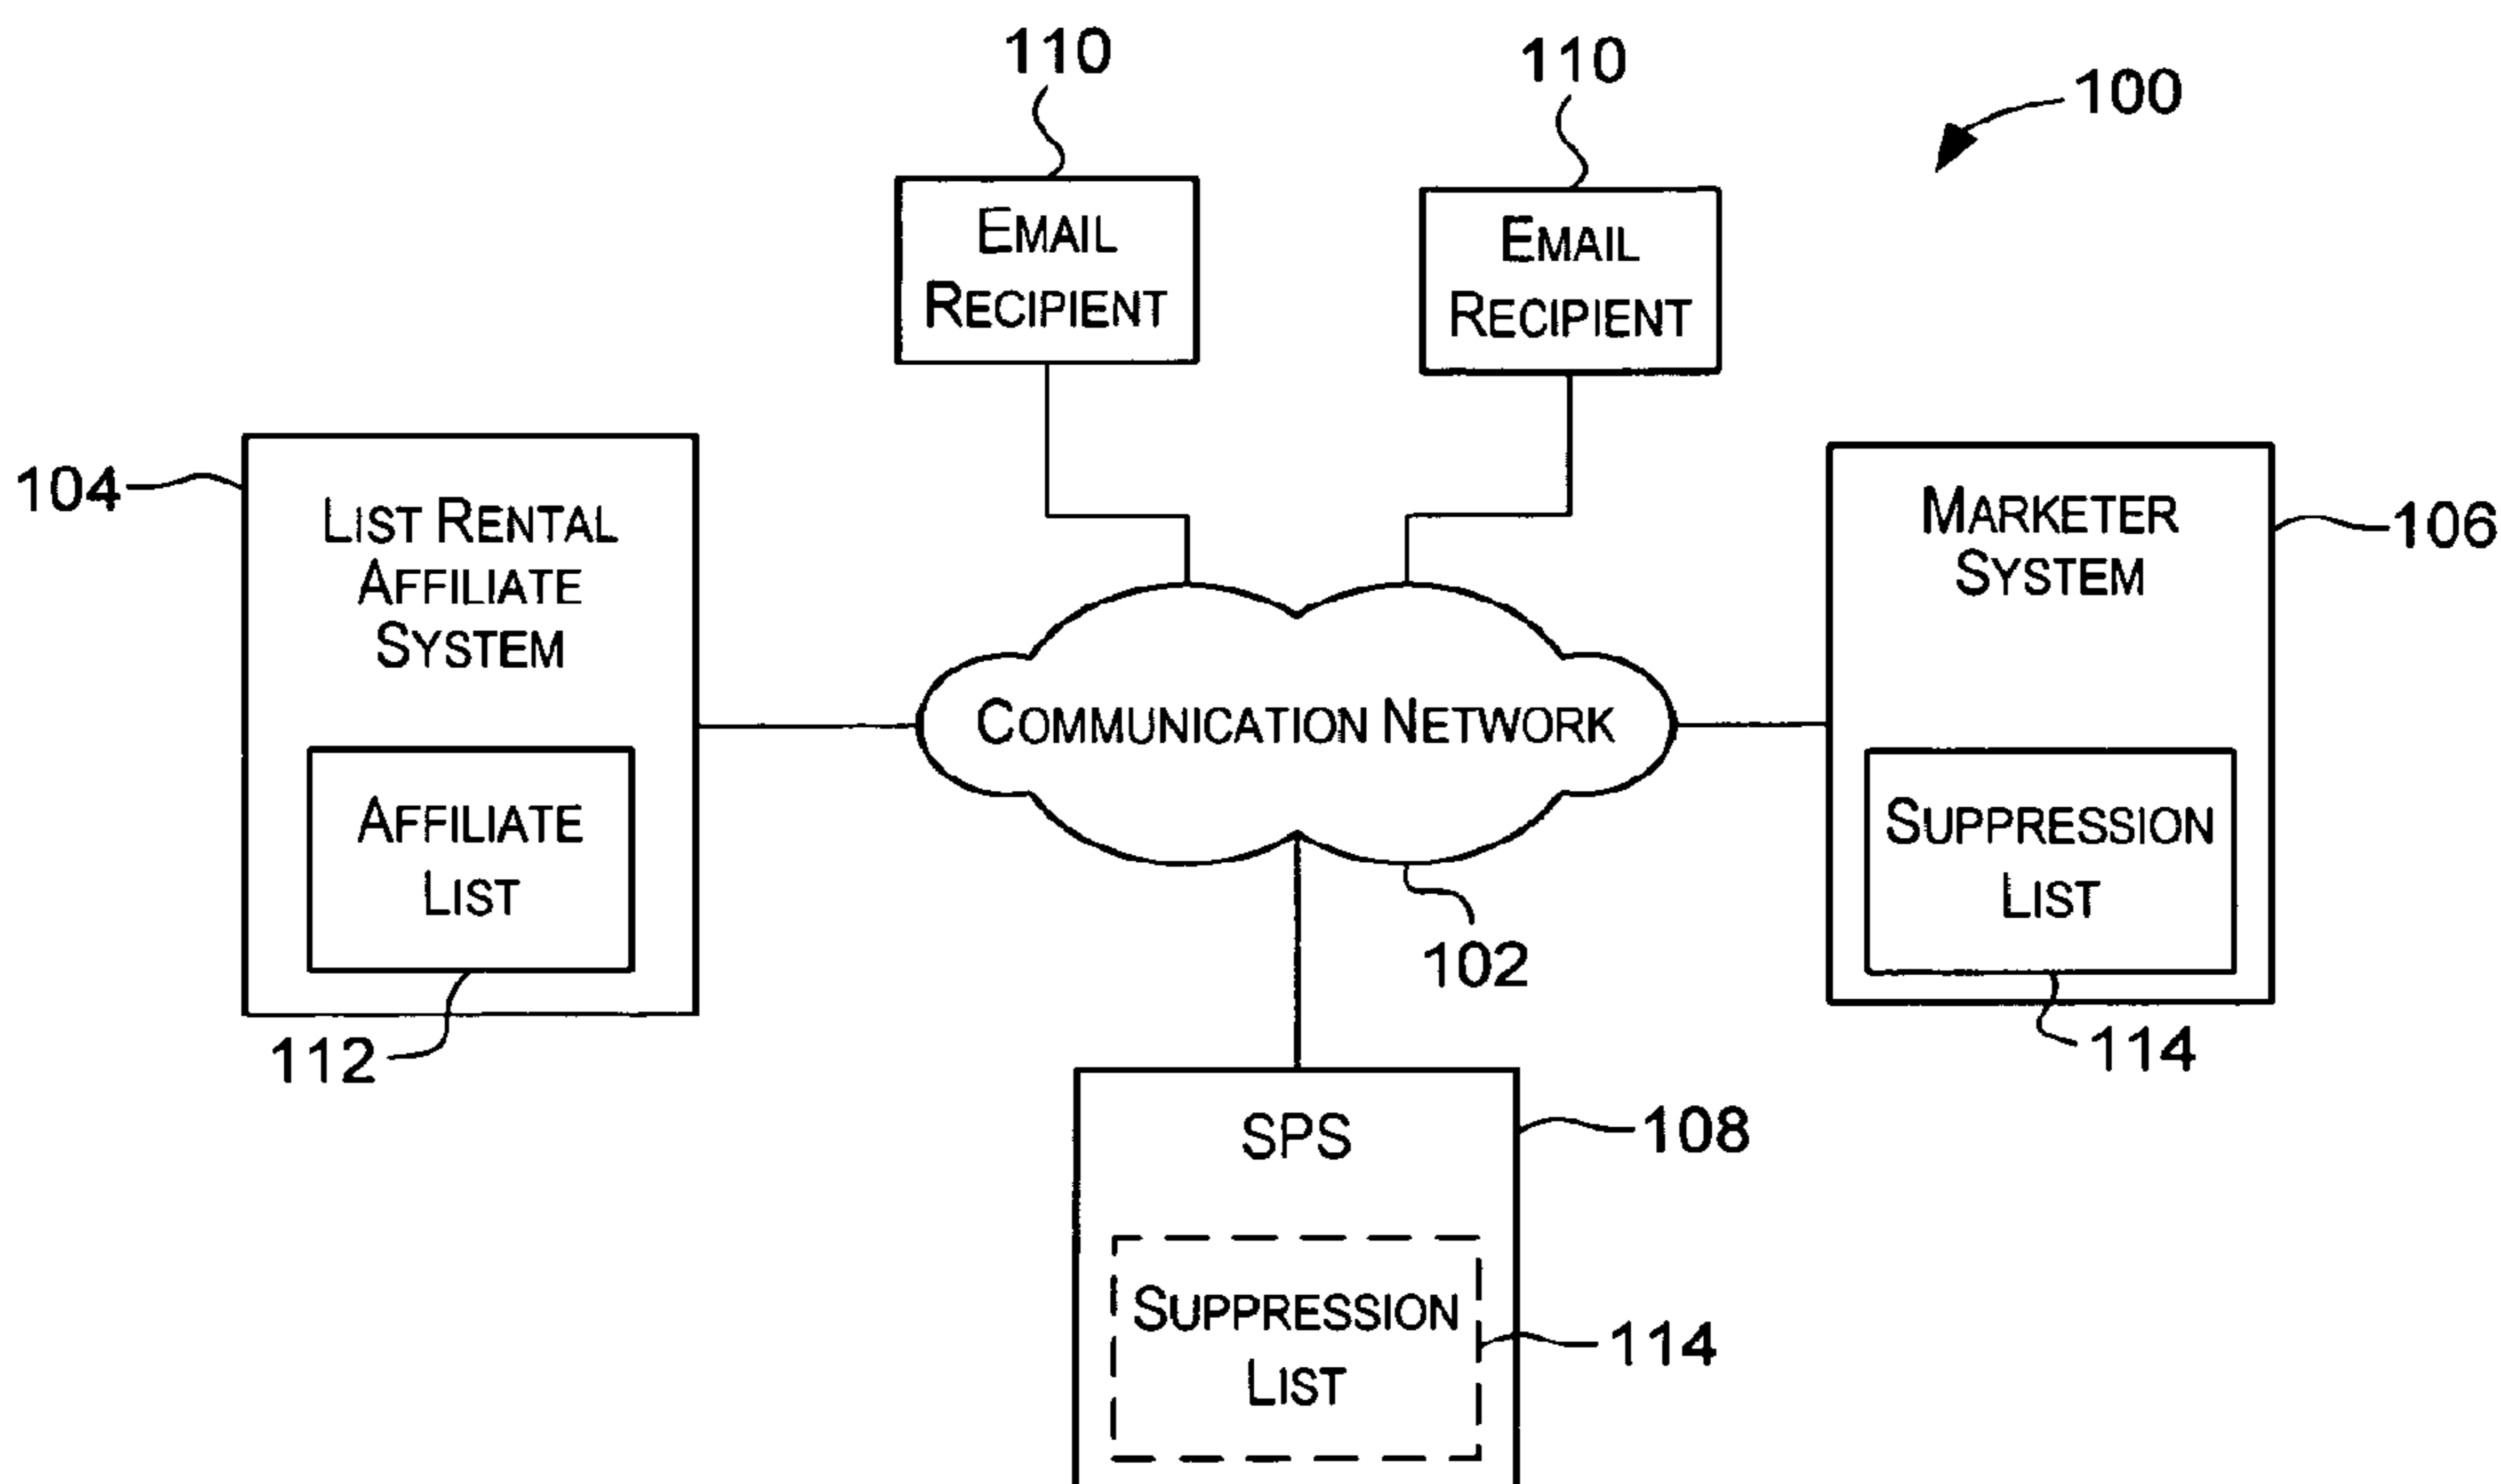 110
110
100
EMAIL
RECIPIENT
EMAIL
RECIPIENT
104
LIST RENTAL
AFFILIATE
SYSTEM
MARKETER
SYSTEM
106
COMMUNICATION NETWORK
AFFILIATE
LIST
SUPPRESSION
LIST
102
112
114
SPS
108
SUPPRESSION
LIST
114